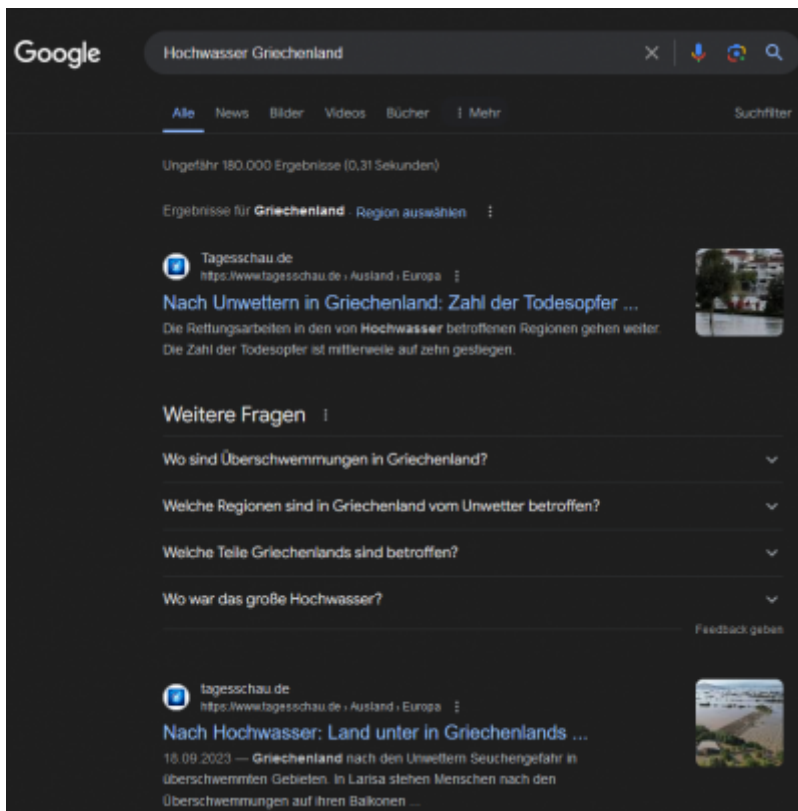 Google
Hochwasser Griechenland
Alle News Bilder Videos Bücher Mehr Suchfilter
Ungefähr 180.000 Ergebnisse (0,31 Sekunden)
Ergebnisse für Griechenland · Region auswählen
Tagesschau.de
https://www.tagesschau.de › Ausland › Europa
Nach Unwettern in Griechenland: Zahl der Todesopfer ...
Die Rettungsarbeiten in den von Hochwasser betroffenen Regionen gehen weiter.
Die Zahl der Todesopfer ist mittlerweile auf zehn gestiegen.
Weitere Fragen
Wo sind Überschwemmungen in Griechenland?
Welche Regionen sind in Griechenland vom Unwetter betroffen?
Welche Teile Griechenlands sind betroffen?
Wo war das große Hochwasser?
Feedback geben
tagesschau.de
https://www.tagesschau.de › Ausland › Europa
Nach Hochwasser: Land unter in Griechenlands ...
18.09.2023 — Griechenland nach den Unwettern Seuchengefahr in
überschwemmten Gebieten. In Larisa stehen Menschen nach den
Überschwemmungen auf ihren Balkonen ...